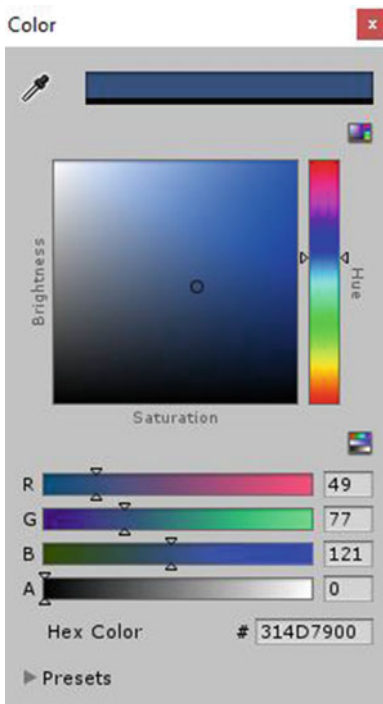 Color
x
Brightness
Hue
Saturation
R 49
G 77
B 121
A 0
Hex Color # 314D7900
Presets